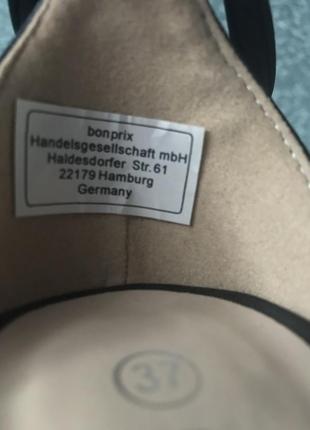 bonprix
Handelsgesellschaft mbH
Haldesdorfer Str. 61
22179 Hamburg
Germany
37